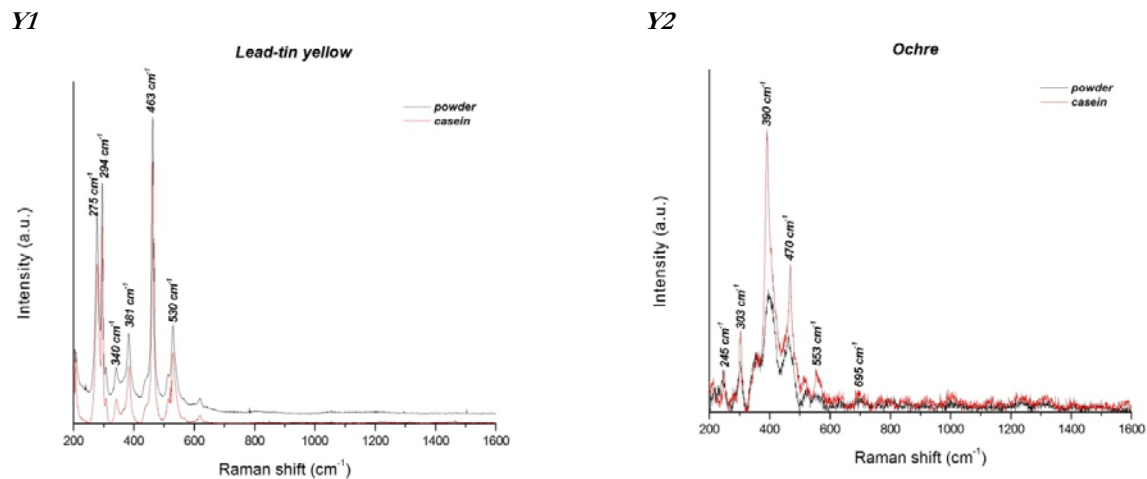 Y1
Lead-tin yellow
powder
casein
275 cm⁻¹
294 cm⁻¹
340 cm⁻¹
381 cm⁻¹
463 cm⁻¹
530 cm⁻¹
Intensity (a.u.)
200 400 600 800 1000 1200 1400 1600
Raman shift (cm⁻¹)
Y2
Ochre
powder
casein
245 cm⁻¹
303 cm⁻¹
390 cm⁻¹
470 cm⁻¹
553 cm⁻¹
695 cm⁻¹
Intensity (a.u.)
200 400 600 800 1000 1200 1400 1600
Raman shift (cm⁻¹)